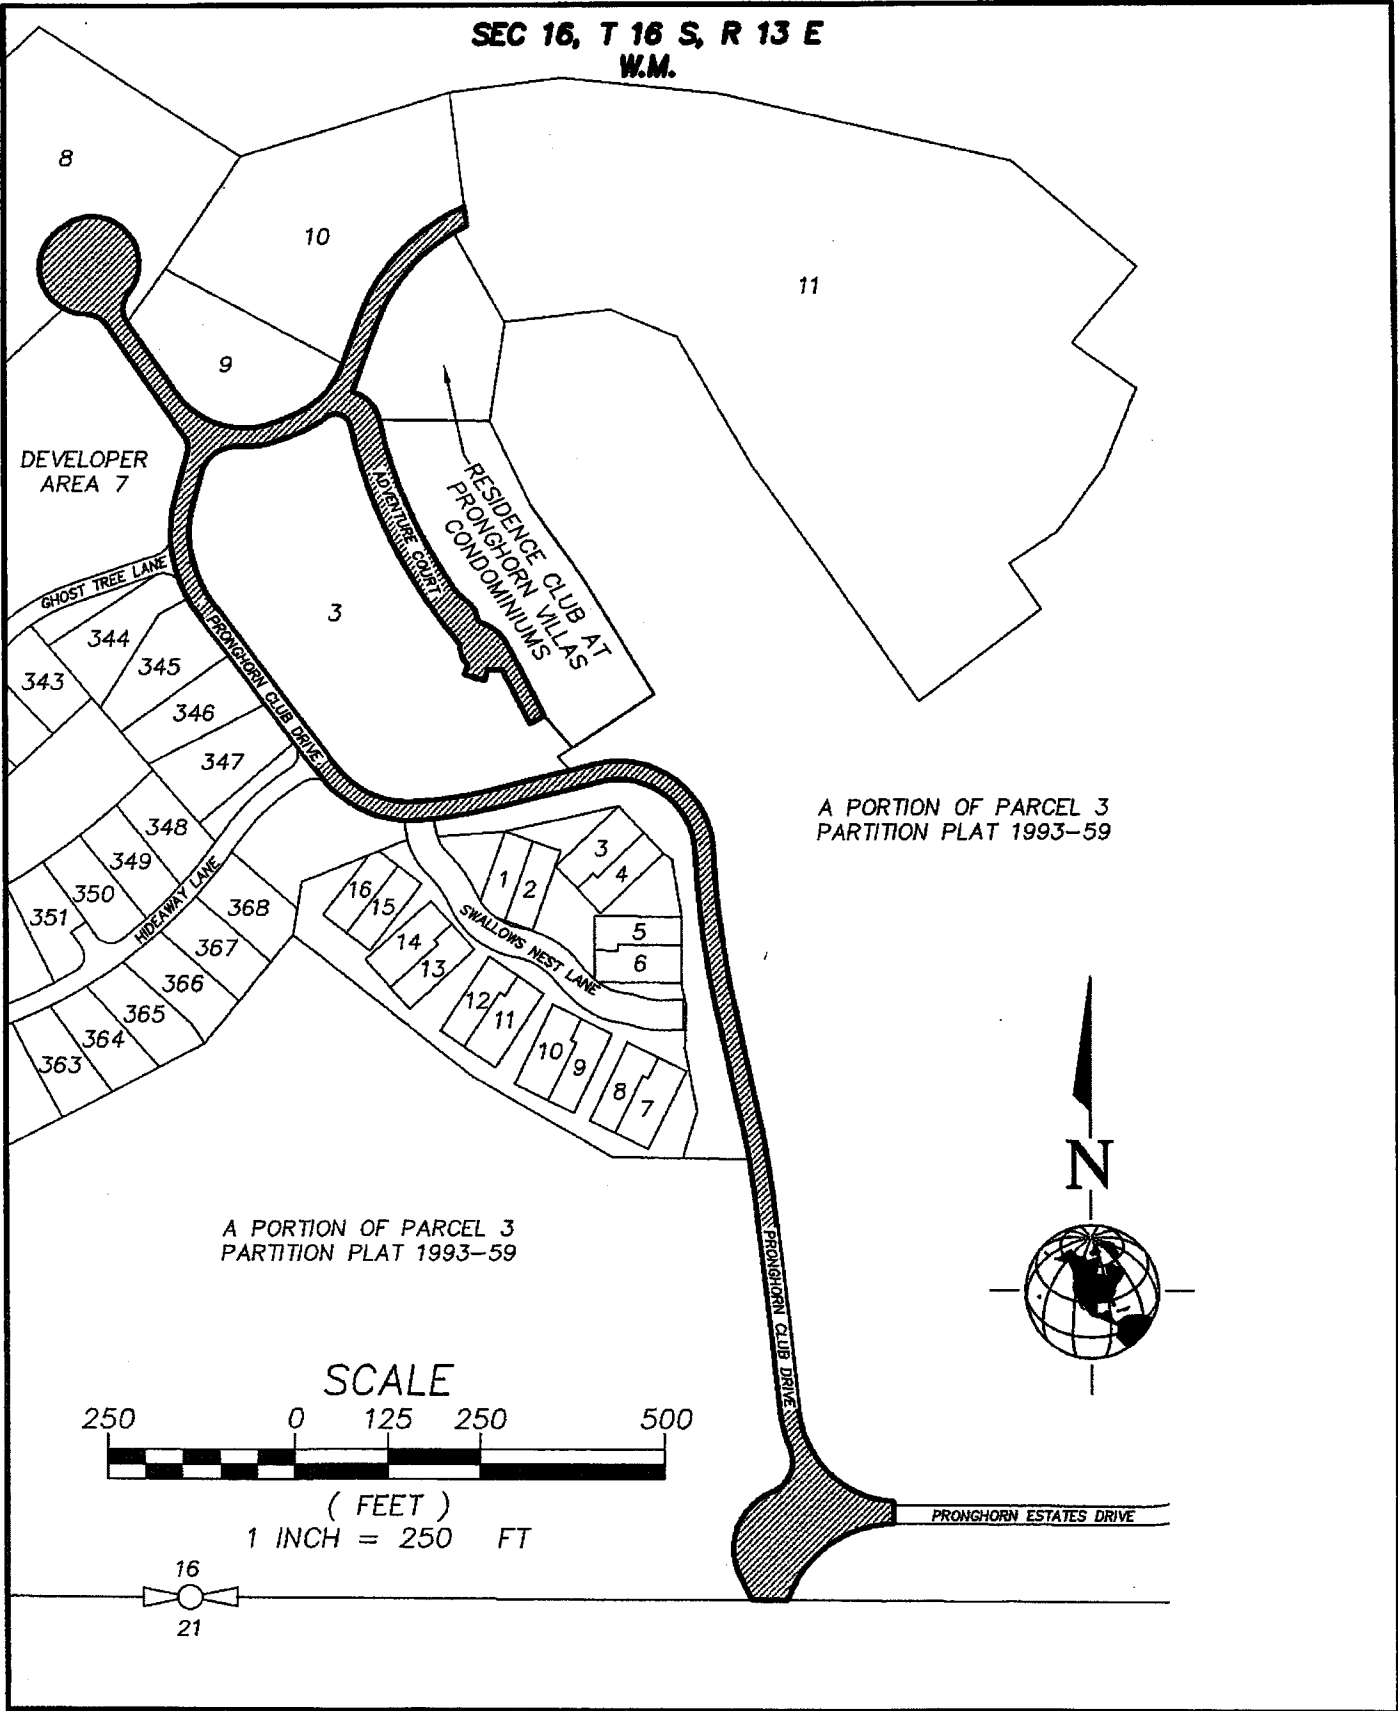 SEC 16, T 16 S, R 13 E
W.M.
8
10
11
9
DEVELOPER
AREA 7
ADVENTURE COURT
RESIDENCE CLUB AT
PRONGHORN VILLAS
CONDOMINIUMS
GHOST TREE LANE
3
PRONGHORN CLUB DRIVE
344
345
343
346
347
348
349
350
351
HIDEAWAY LANE
368
367
366
365
364
363
A PORTION OF PARCEL 3
PARTITION PLAT 1993-59
16
15
14
13
12
11
10
9
8
7
1
2
3
4
5
6
SWALLOWS NEST LANE
N
A PORTION OF PARCEL 3
PARTITION PLAT 1993-59
PRONGHORN CLUB DRIVE
SCALE
250 0 125 250 500
( FEET )
1 INCH = 250 FT
PRONGHORN ESTATES DRIVE
16
21